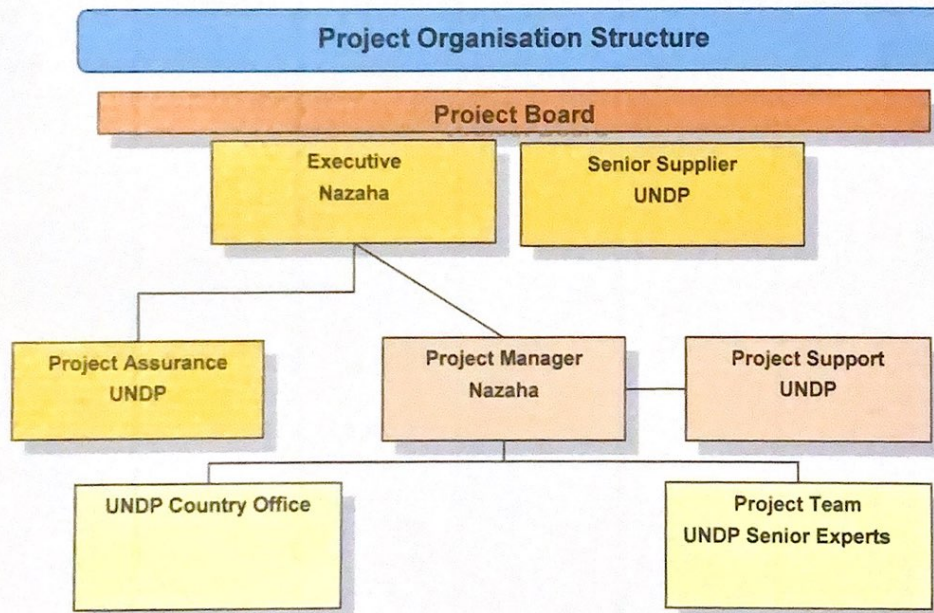 Project Organisation Structure
Project Board
Executive
Nazaha
Senior Supplier
UNDP
Project Assurance
UNDP
Project Manager
Nazaha
Project Support
UNDP
UNDP Country Office
Project Team
UNDP Senior Experts